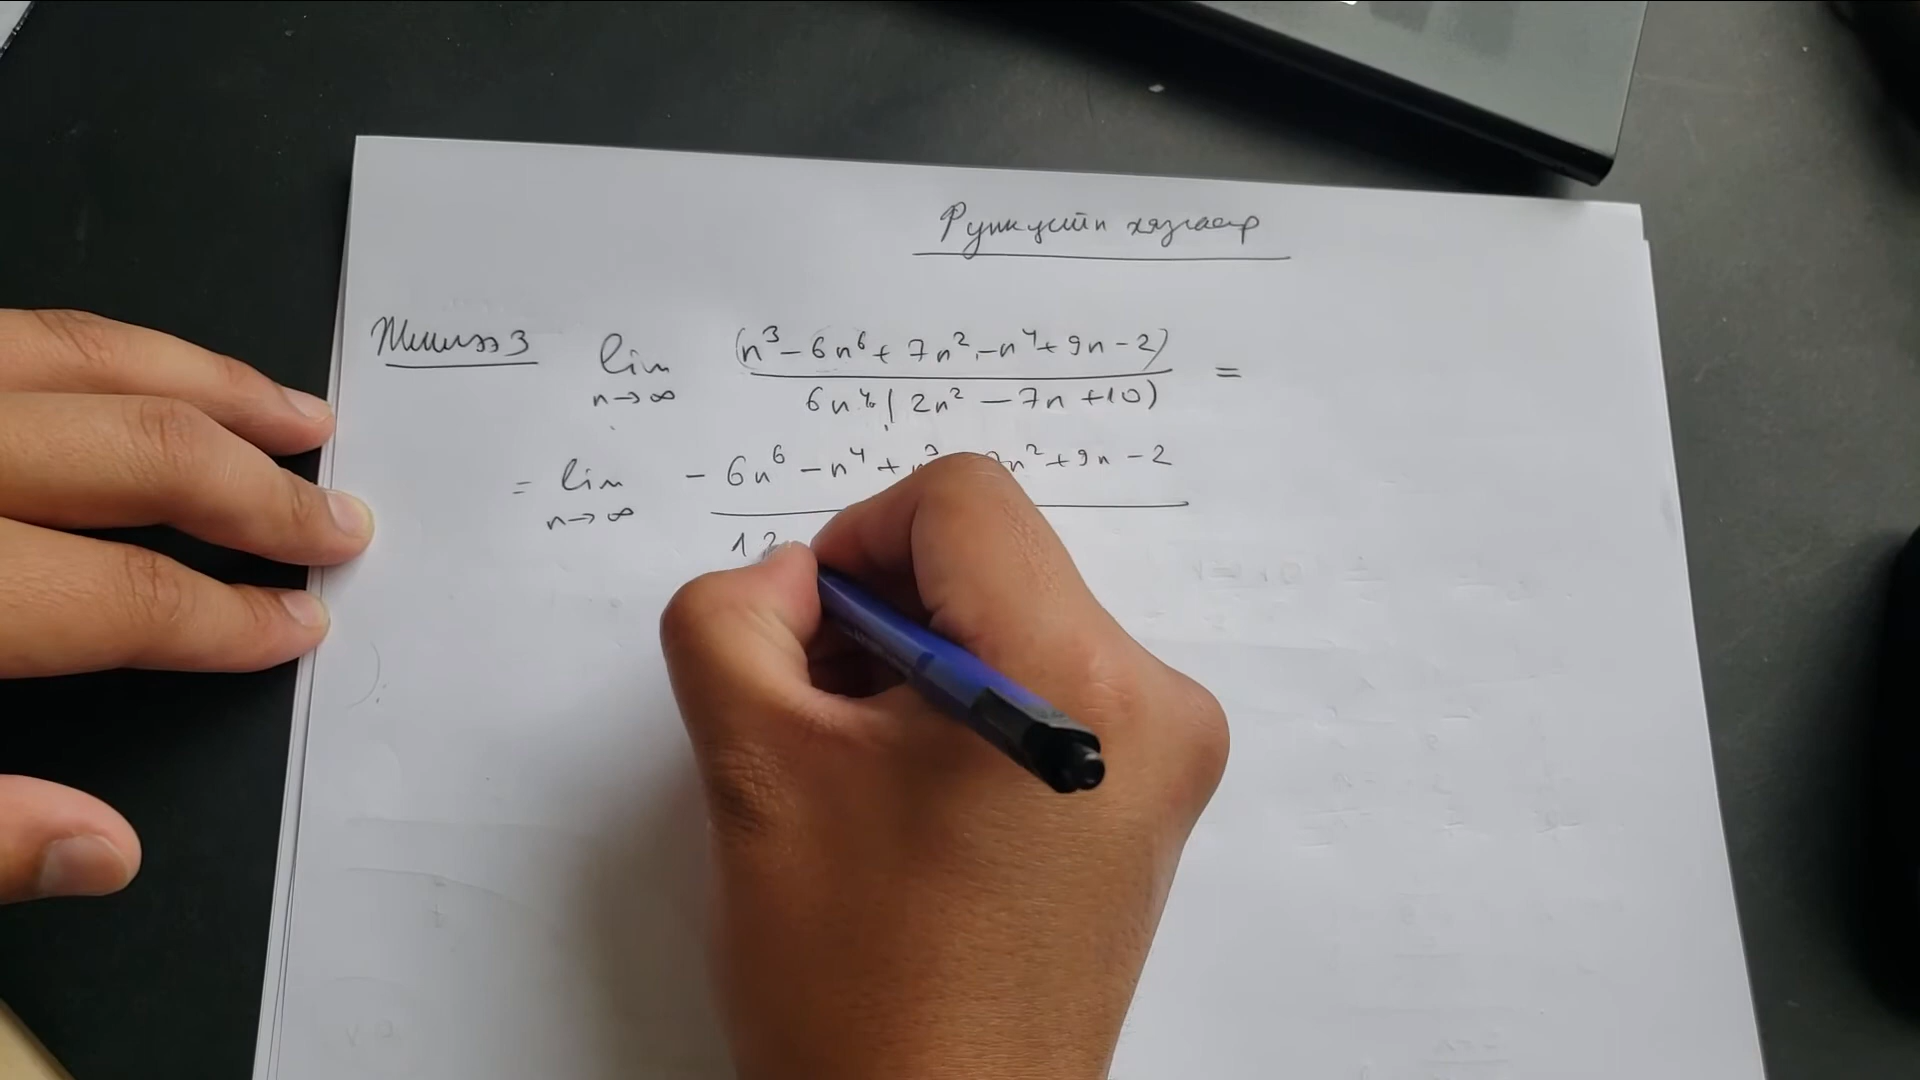 Функцийн хязгаар
Жишээ 3 lim n→∞ (n³ − 6n⁶ + 7n² − n⁴ + 9n − 2) / 6n⁴(2n² − 7n + 10) =
= lim n→∞ − 6n⁶ − n⁴ + n³ 7n² + 9n − 2
12